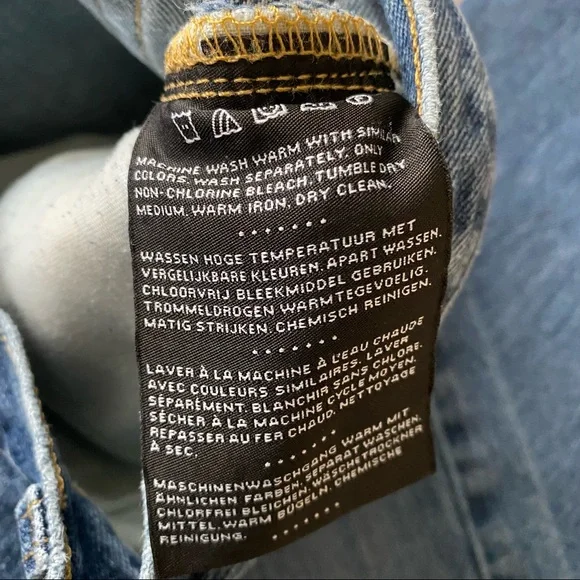 MACHINE WASH WARM WITH SIMILAR
COLORS. WASH SEPARATELY. ONLY
NON-CHLORINE BLEACH, TUMBLE DRY
MEDIUM. WARM IRON. DRY CLEAN.
WASSEN HOGE TEMPERATUUR MET
VERGELIJKBARE KLEUREN. APART WASSEN.
CHLOORVRIJ BLEEKMIDDEL GEBRUIKEN.
TROMMELDROGEN WARMTEGEVOELIG.
MATIG STRIJKEN. CHEMISCH REINIGEN.
LAVER À LA MACHINE À L'EAU CHAUDE
AVEC COULEURS SIMILAIRES. LAVER
SÉPARÉMENT. BLANCHIR SANS CHLORE.
SÉCHER À LA MACHINE CYCLE MOYEN.
REPASSER AU FER CHAUD. NETTOYAGE
À SEC.
MASCHINENWASCHGANG WARM MIT
ÄHNLICHEN FARBEN. SEPARAT WASCHEN.
CHLORFREI BLEICHEN. WÄSCHETROCKNER
MITTEL. WARM BÜGELN. CHEMISCHE
REINIGUNG.